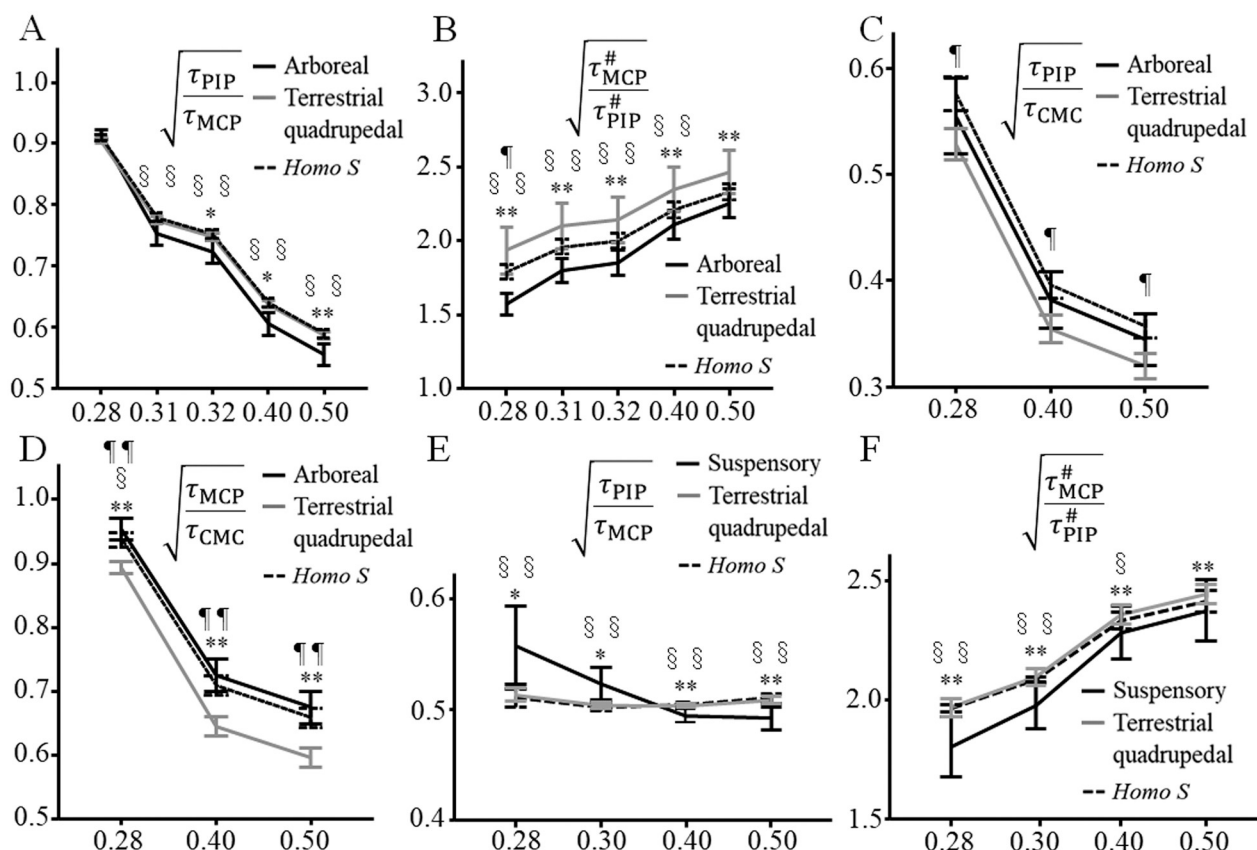 A
√τPIP/τMCP
Arboreal
Terrestrial
quadrupedal
Homo S
1.0
0.9
0.8
0.7
0.6
0.5
§ §
§ §
*
§ §
*
§ §
**
0.28 0.31 0.32 0.40 0.50
B
√τ#MCP/τ#PIP
3.0
2.5
2.0
1.5
1.0
¶
§ §
**
§ §
**
§ §
**
§ §
**
**
Arboreal
Terrestrial
quadrupedal
Homo S
0.28 0.31 0.32 0.40 0.50
C
√τPIP/τCMC
Arboreal
Terrestrial
quadrupedal
Homo S
0.6
0.5
0.4
0.3
¶
¶
¶
0.28 0.40 0.50
D
√τMCP/τCMC
Arboreal
Terrestrial
quadrupedal
Homo S
1.0
0.9
0.8
0.7
0.6
0.5
¶ ¶
§
**
¶ ¶
**
¶ ¶
**
0.28 0.40 0.50
E
√τPIP/τMCP
Suspensory
Terrestrial
quadrupedal
Homo S
0.6
0.5
0.4
§ §
*
§ §
*
§ §
**
§ §
**
0.28 0.30 0.40 0.50
F
√τ#MCP/τ#PIP
2.5
2.0
1.5
§ §
**
§ §
**
§
**
**
Suspensory
Terrestrial
quadrupedal
Homo S
0.28 0.30 0.40 0.50